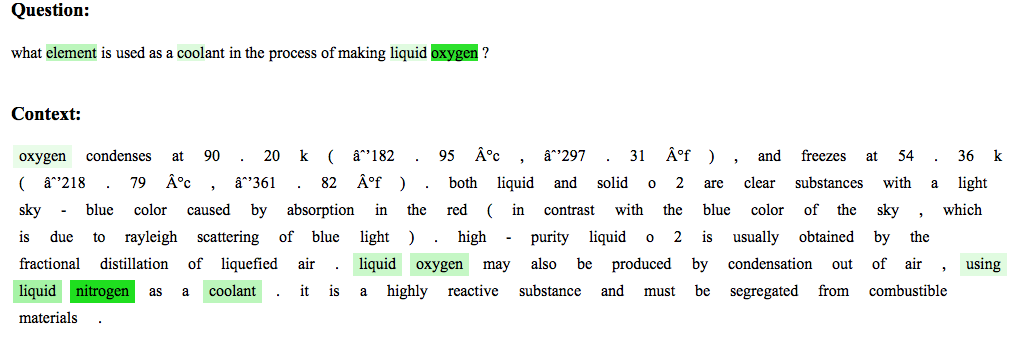 Question:
what element is used as a coolant in the process of making liquid oxygen ?
Context:
oxygen condenses at 90 . 20 k ( âˆ’182 . 95 Â°c , âˆ’297 . 31 Â°f ) , and freezes at 54 . 36 k
( âˆ’218 . 79 Â°c , âˆ’361 . 82 Â°f ) . both liquid and solid o 2 are clear substances with a light
sky - blue color caused by absorption in the red ( in contrast with the blue color of the sky , which
is due to rayleigh scattering of blue light ) . high - purity liquid o 2 is usually obtained by the
fractional distillation of liquefied air . liquid oxygen may also be produced by condensation out of air , using
liquid nitrogen as a coolant . it is a highly reactive substance and must be segregated from combustible
materials .